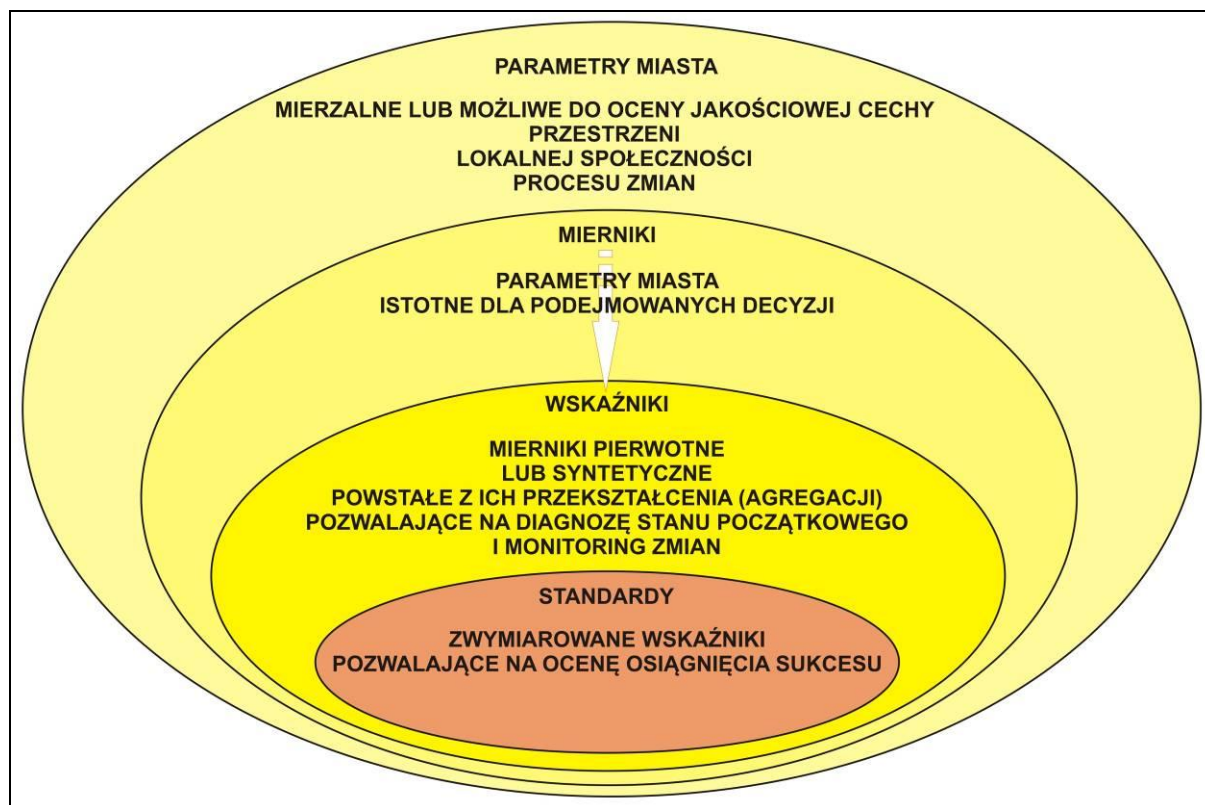 PARAMETRY MIASTA
MIERZALNE LUB MOŻLIWE DO OCENY JAKOŚCIOWEJ CECHY
PRZESTRZENI
LOKALNEJ SPOŁECZNOŚCI
PROCESU ZMIAN
MIERNIKI
PARAMETRY MIASTA
ISTOTNE DLA PODEJMOWANYCH DECYZJI
WSKAŹNIKI
MIERNIKI PIERWOTNE
LUB SYNTETYCZNE
POWSTAŁE Z ICH PRZEKSZTAŁCENIA (AGREGACJI)
POZWALAJĄCE NA DIAGNOZĘ STANU POCZĄTKOWEGO
I MONITORING ZMIAN
STANDARDY
ZWYMIAROWANE WSKAŹNIKI
POZWALAJĄCE NA OCENĘ OSIĄGNIĘCIA SUKCESU